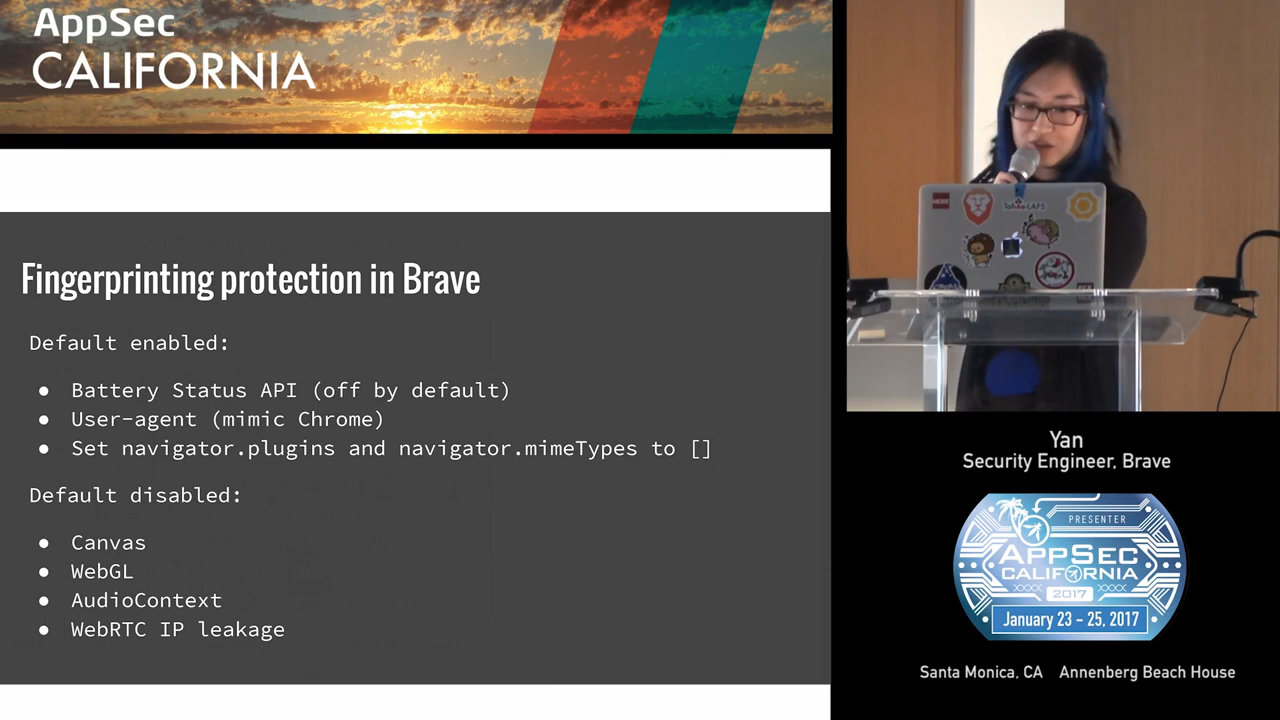 AppSec
CALIFORNIA
Fingerprinting protection in Brave
Default enabled:
● Battery Status API (off by default)
● User-agent (mimic Chrome)
● Set navigator.plugins and navigator.mimeTypes to []
Default disabled:
● Canvas
● WebGL
● AudioContext
● WebRTC IP leakage
Tahoe-LAFS
Yan
Security Engineer, Brave
PRESENTER
APPSEC
CALIFORNIA
2017
January 23 - 25, 2017
Santa Monica, CA Annenberg Beach House